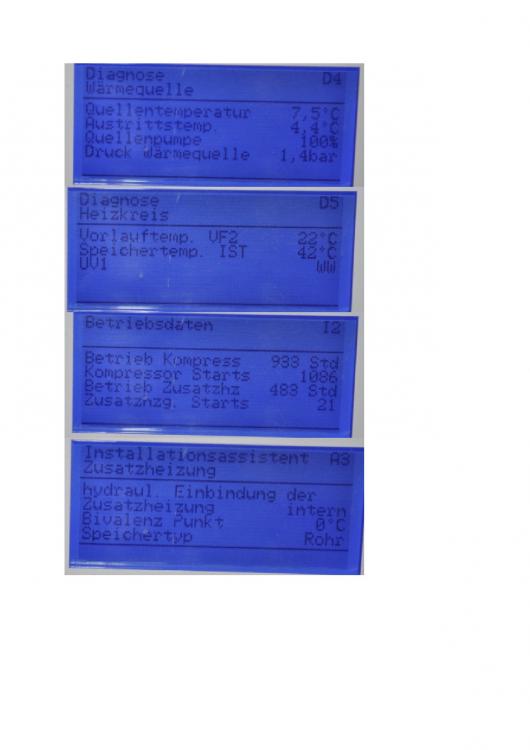 Diagnose D4
Wärmequelle
Quellentemperatur 7,5°C
Austrittstemp. 4,4°C
Quellenpumpe 100%
Druck Wärmequelle 1,4bar
Diagnose D5
Heizkreis
Vorlauftemp. VF2 22°C
Speichertemp. IST 42°C
UV1 WW
Betriebsdaten I2
Betrieb Kompress 933 Std
Kompressor Starts 1086
Betrieb Zusatzhz 483 Std
Zusatzhzg. Starts 21
Installationsassistent A3
Zusatzheizung
hydraul. Einbindung der
Zusatzheizung intern
Bivalenz Punkt 0°C
Speichertyp Rohr